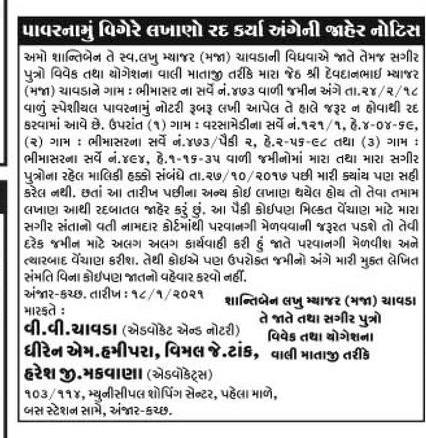 પાવરનામું વિગેરે લખાણો રદ કર્યા અંગેની જાહેર નોટિસ
અમો શાન્તિબેન તે સ્વ.લખુ મ્યાજર (મજા) ચાવડાની વિધવાએ જાતે તેમજ સગીર
પુત્રો વિવેક તથા યોગેશના વાલી માતાજી તરીકે મારા જેઠ શ્રી દેવદાનભાઈ મ્યાજર
(મજા) ચાવડાને ગામ : ભીમાસર ના સર્વે નં.૪૭૩ વાળી જમીન અંગે તા.૨૪/૨/૧૮
વાળું સ્પેશીયલ પાવરનામું નોટરી રૂબરૂ લખી આપેલ તે હાલે જરૂર ન હોવાથી રદ
કરવામાં આવે છે. ઉપરાંત (૧) ગામ : વરસામેડીના સર્વે નં.૧૨૧/૧, હે.૪-૦૪-૬૯,
(૨) ગામ : ભીમાસરના સર્વે નં.૪૭૩/પૈકી ૨, હે.૨-૫૬-૯૮ તથા (૩) ગામ :
ભીમાસરના સર્વે નં.૪૯૪, હે.૧-૧૬-૩૫ વાળી જમીનોમાં મારા તથા મારા સગીર
પુત્રોના રહેલ માલિકી હક્કો સંબંધે તા.૨૭/૧૦/૨૦૧૭ પછી મારી ક્યાંય પણ સહી
કરેલ નથી. છતાં આ તારીખ પછીના અન્ય કોઈ લખાણ થયેલ હોય તો તેવા તમામ
લખાણ આથી રદબાતલ જાહેર કરું છું. આ પૈકી કોઈપણ મિલ્કત વેંચાણ માટે મારા
સગીર સંતાનો વતી નામદાર કોર્ટમાંથી પરવાનગી મેળવવાની જરૂરત પડશે તો તેવી
દરેક જમીન માટે અલગ અલગ કાર્યવાહી કરી હું જાતે પરવાનગી મેળવીશ અને
ત્યારબાદ વેંચાણ કરીશ. તેથી કોઈએ પણ ઉપરોક્ત જમીનો અંગે મારી મુક્ત લેખિત
સંમતિ વિના કોઈપણ જાતનો વહેવાર કરવો નહીં.
અંજાર-કચ્છ. તારીખ : ૧૮/૧/૨૦૨૧
શાન્તિબેન લખુ મ્યાજર (મજા) ચાવડા
તે જાતે તથા સગીર પુત્રો
વિવેક તથા યોગેશના
વાલી માતાજી તરીકે
મારફતે :
વી.વી.ચાવડા (એડવોકેટ એન્ડ નોટરી)
ધીરેન એમ.હમીપરા, વિમલ જે.ટાંક,
હરેશ જી.મકવાણા (એડવોકેટ્સ)
૧૦૩/૧૧૪, મ્યુનીસીપલ શોપિંગ સેન્ટર, પહેલા માળે,
બસ સ્ટેશન સામે, અંજાર-કચ્છ.